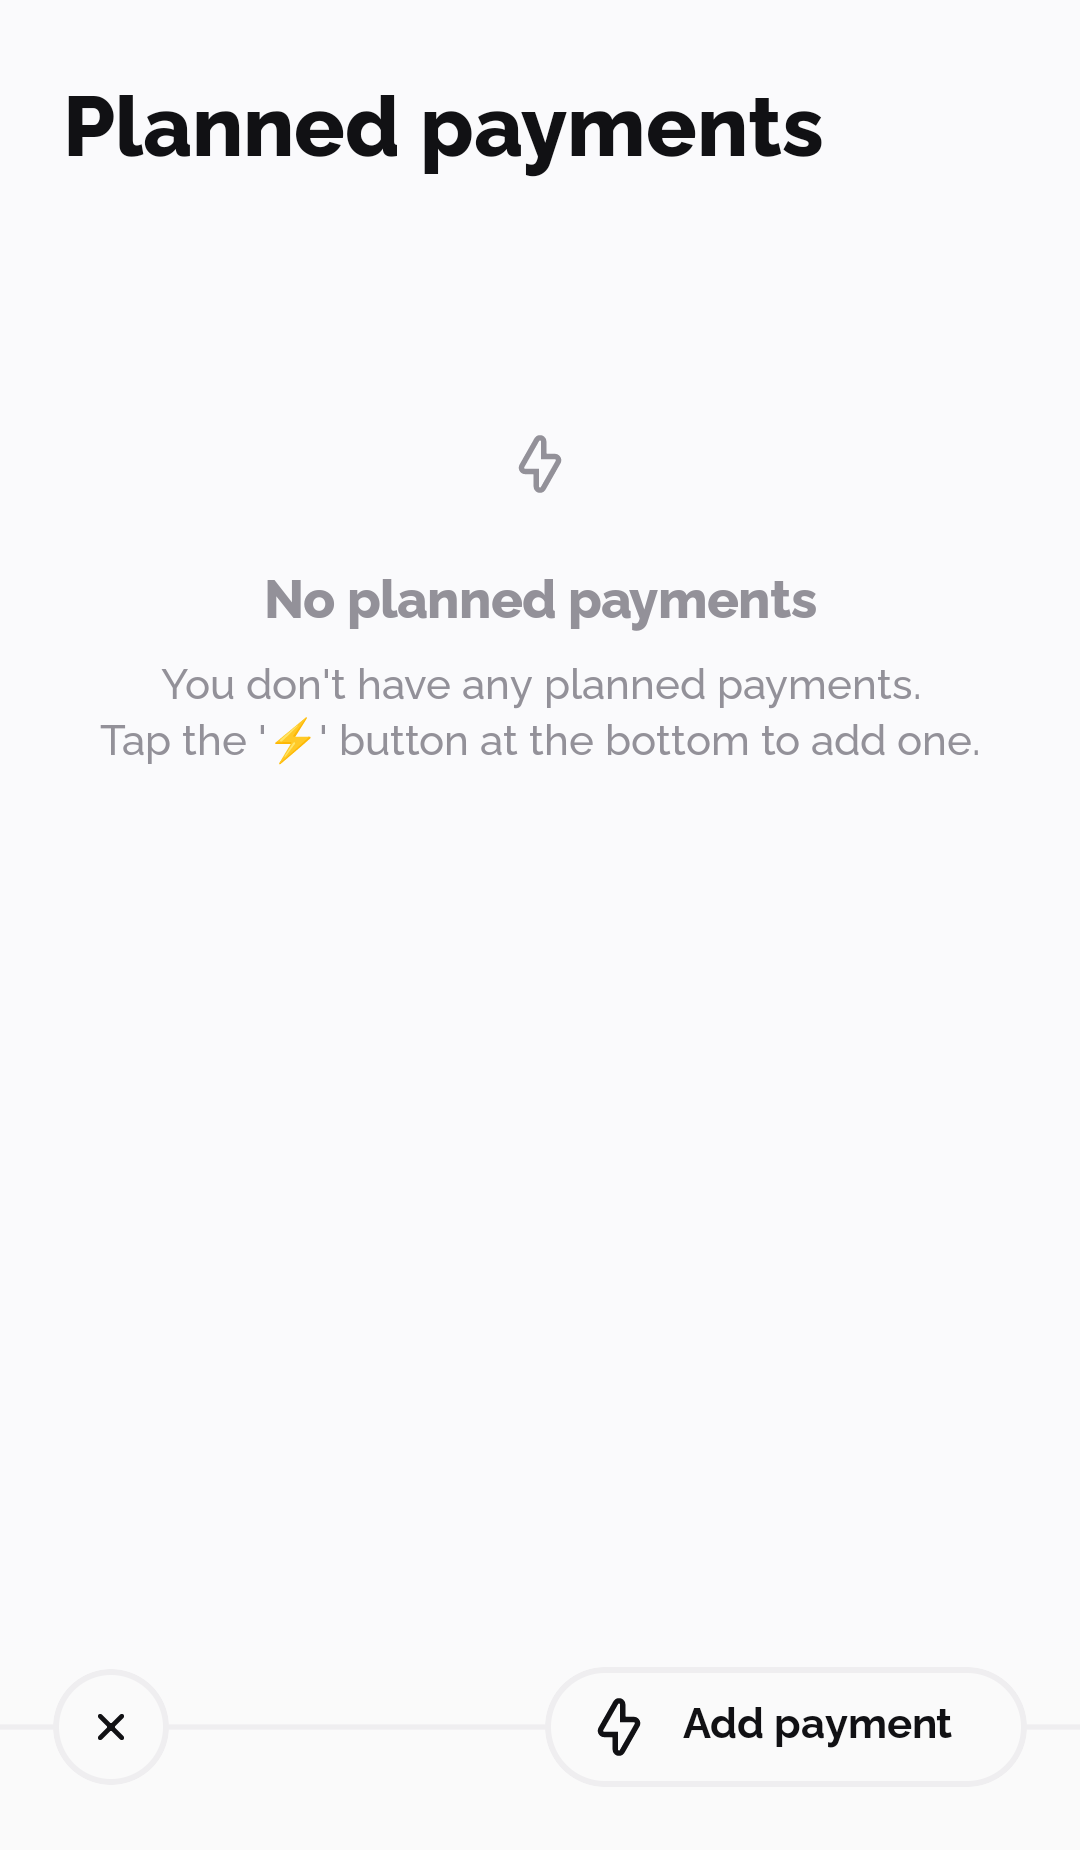 Planned payments
No planned payments
You don't have any planned payments.
Tap the '⚡' button at the bottom to add one.
Add payment